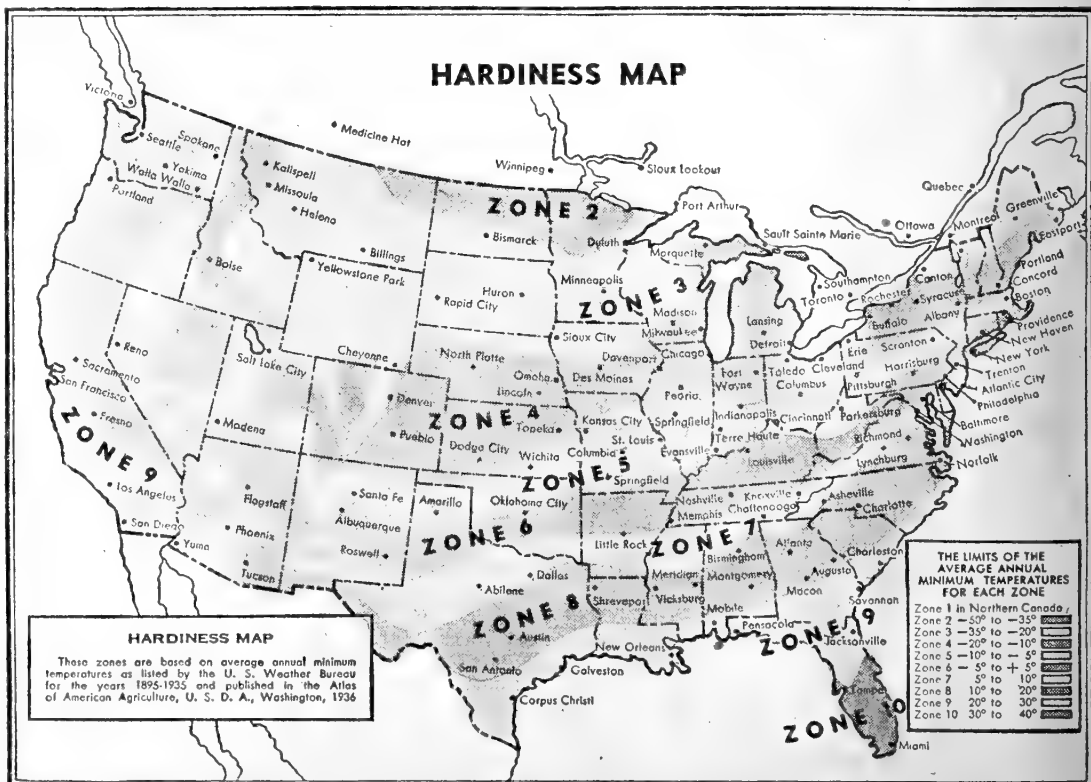 HARDINESS MAP
Victoria
Medicine Hot
Seattle
Spokane
Yakima
Walla Walla
Portland
Kalispell
Missoula
Helena
Billings
Winnipeg
Sioux Lookout
Port Arthur
Sault Sainte Marie
Quebec
Ottawa
Montreal
Greenville
Eastport
ZONE 2
Bismarck
Duluth
Marquette
Boise
Yellowstone Park
Huron
Rapid City
Minneapolis
ZONE 3
Madison
Milwaukee
Lansing
Detroit
Southampton
Toronto
Rochester
Canton
Syracuse
Buffalo
Albany
Portland
Concord
Boston
Providence
New Haven
New York
Trenton
Atlantic City
Philadelphia
Baltimore
Washington
Norfolk
Reno
Sacramento
San Francisco
Fresno
ZONE 9
Los Angelos
San Diego
Salt Lake City
Modena
Cheyenne
North Platte
Sioux City
Omaha
Des Moines
Davenport
Chicago
Lincoln
Denver
Pueblo
ZONE 4
Topeka
Dodge City
Wichita
Kansas City
St. Louis
Columbia
Springfield
Peoria
Springfield
Fort
Wayne
Toledo
Cleveland
Columbus
Erie
Scranton
Pittsburgh
Harrisburg
Indianapolis
Cincinnati
Parkersburg
Terre Haute
Evansville
Louisville
Richmond
Lynchburg
ZONE 5
Flagstaff
Phoenix
Yuma
Tucson
Santa Fe
Albuquerque
Roswell
Amarillo
Oklahoma City
ZONE 6
Little Rock
Nashville
Knoxville
Memphis
Chattanooga
Asheville
Charlotte
ZONE 7
Birmingham
Atlanta
Charleston
Augusta
Macon
Savannah
Meridian
Montgomery
Vicksburg
Mobile
Pensacola
Dallas
Abilene
Shreveport
ZONE 8
Austin
San Antonio
Corpus Christi
Galveston
New Orleans
ZONE 9
Jacksonville
Tampa
ZONE 10
Miami
HARDINESS MAP
These zones are based on average annual minimum
temperatures as listed by the U. S. Weather Bureau
for the years 1895-1935 and published in the Atlas
of American Agriculture, U. S. D. A., Washington, 1936
THE LIMITS OF THE
AVERAGE ANNUAL
MINIMUM TEMPERATURES
FOR EACH ZONE
Zone 1 in Northern Canada
Zone 2 −50° to −35°
Zone 3 −35° to −20°
Zone 4 −20° to −10°
Zone 5 −10° to − 5°
Zone 6 − 5° to + 5°
Zone 7 5° to 10°
Zone 8 10° to 20°
Zone 9 20° to 30°
Zone 10 30° to 40°